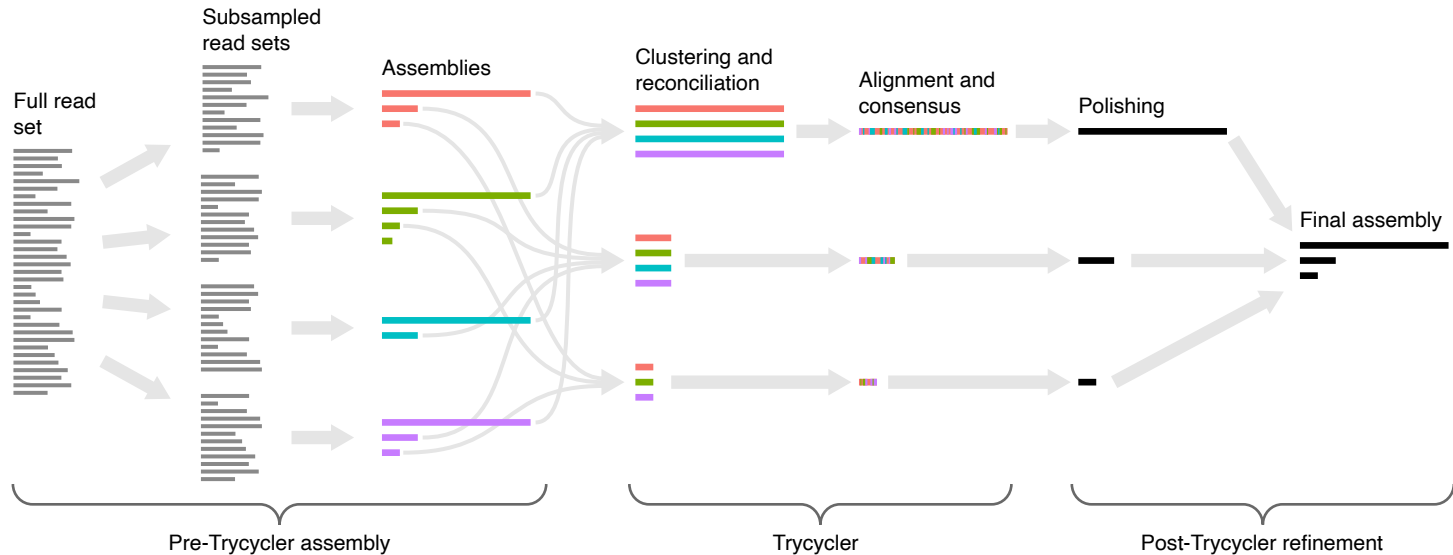 Full read
set
Subsampled
read sets
Assemblies
Clustering and
reconciliation
Alignment and
consensus
Polishing
Final assembly
Pre-Trycycler assembly
Trycycler
Post-Trycycler refinement